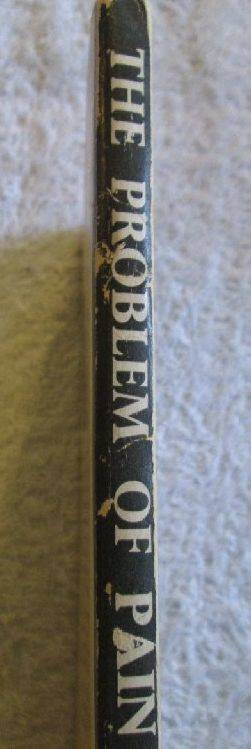 THE PROBLEM OF PAIN